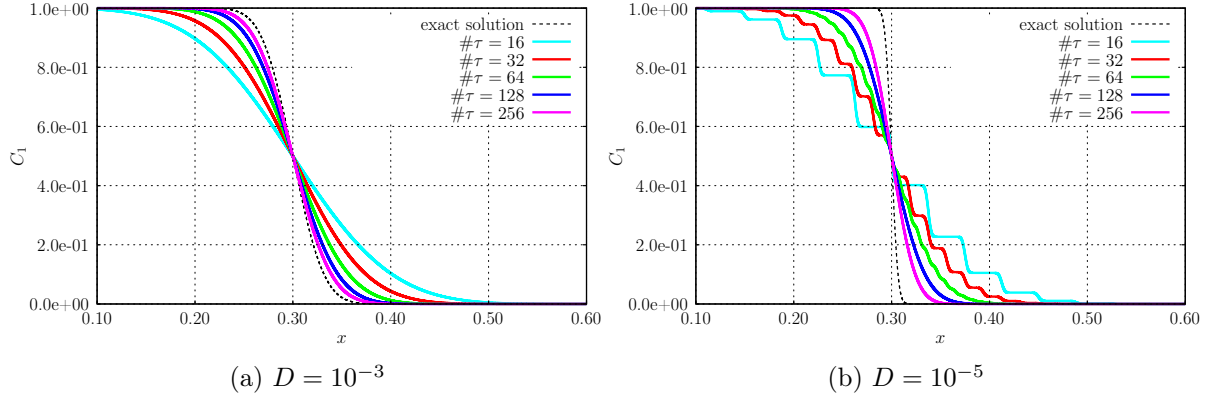 1.0e+00
8.0e-01
6.0e-01
4.0e-01
2.0e-01
0.0e+00
C₁
0.10 0.20 0.30 0.40 0.50 0.60
x
exact solution
#τ = 16
#τ = 32
#τ = 64
#τ = 128
#τ = 256
(a) D = 10⁻³
1.0e+00
8.0e-01
6.0e-01
4.0e-01
2.0e-01
0.0e+00
C₁
0.10 0.20 0.30 0.40 0.50 0.60
x
exact solution
#τ = 16
#τ = 32
#τ = 64
#τ = 128
#τ = 256
(b) D = 10⁻⁵